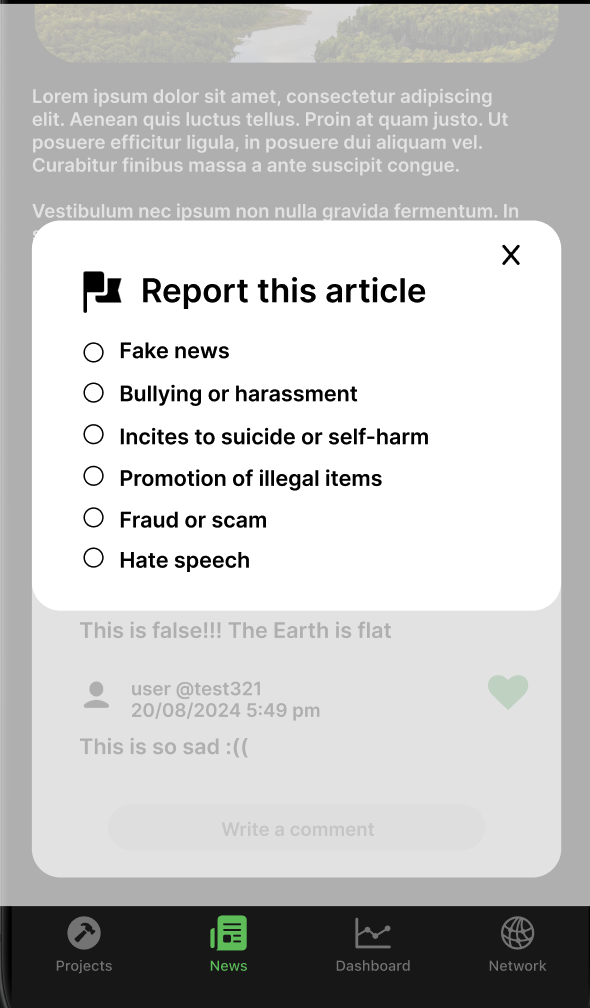 Lorem ipsum dolor sit amet, consectetur adipiscing
elit. Aenean quis luctus tellus. Proin at quam justo. Ut
posuere efficitur ligula, in posuere dui aliquam vel.
Curabitur finibus massa a ante suscipit congue.
Vestibulum nec ipsum non nulla gravida fermentum. In
X
Report this article
Fake news
Bullying or harassment
Incites to suicide or self-harm
Promotion of illegal items
Fraud or scam
Hate speech
This is false!!! The Earth is flat
user @test321
20/08/2024 5:49 pm
This is so sad :((
Write a comment
Projects
News
Dashboard
Network